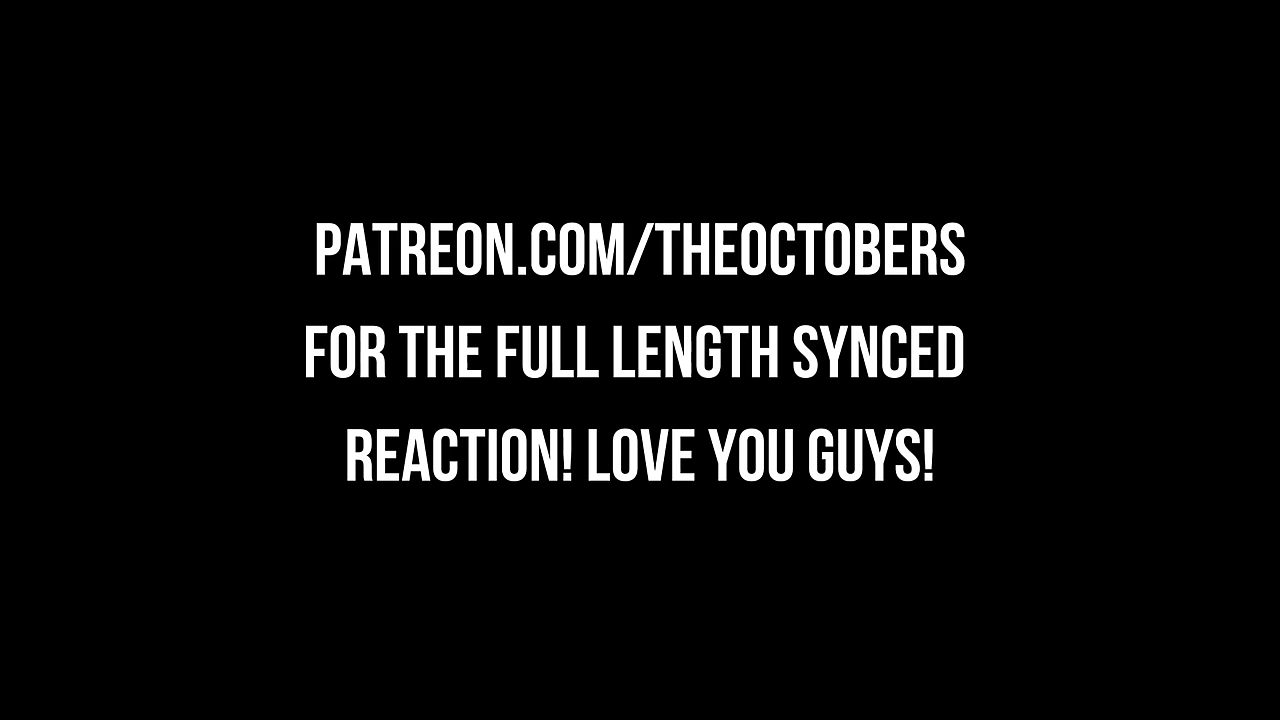 PATREON.COM/THEOCTOBERS
FOR THE FULL LENGTH SYNCED
REACTION! LOVE YOU GUYS!